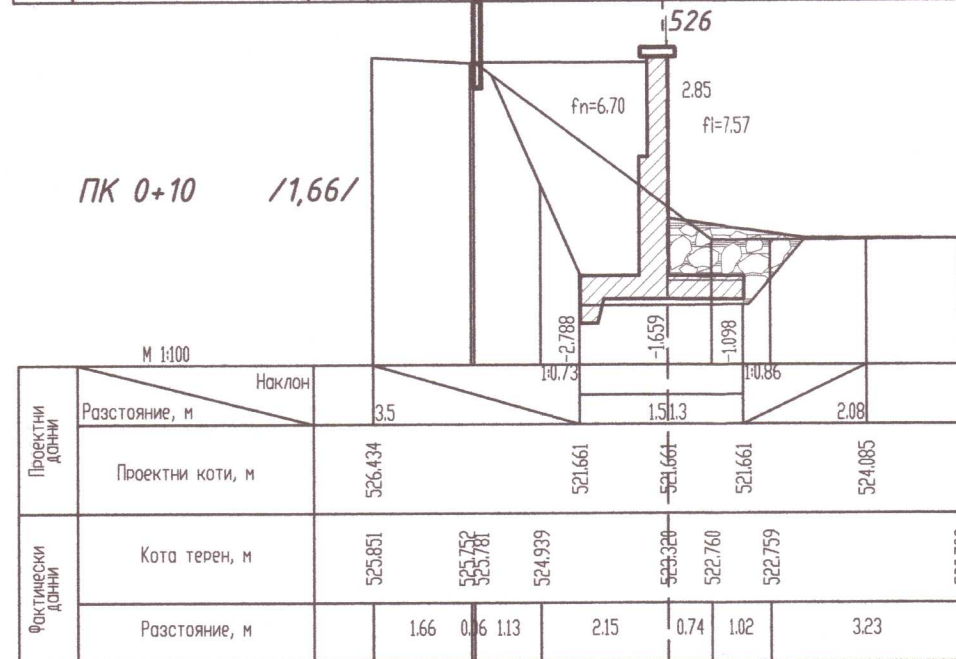 526
2.85
fn=6.70
fi=7.57
ПК 0+10 /1,66/
-2.788
-1.659
-1.098
М 1:100
Наклон
1:0.73
1:0.86
Проектни данни
Разстояние, м
3.5
1.5
1.3
2.08
Проектни коти, м
526.434
521.661
521.661
521.661
524.085
Фактически данни
Кота терен, м
525.851
525.752
525.781
524.939
523.320
522.760
522.759
Разстояние, м
1.66
0.06
1.13
2.15
0.74
1.02
3.23